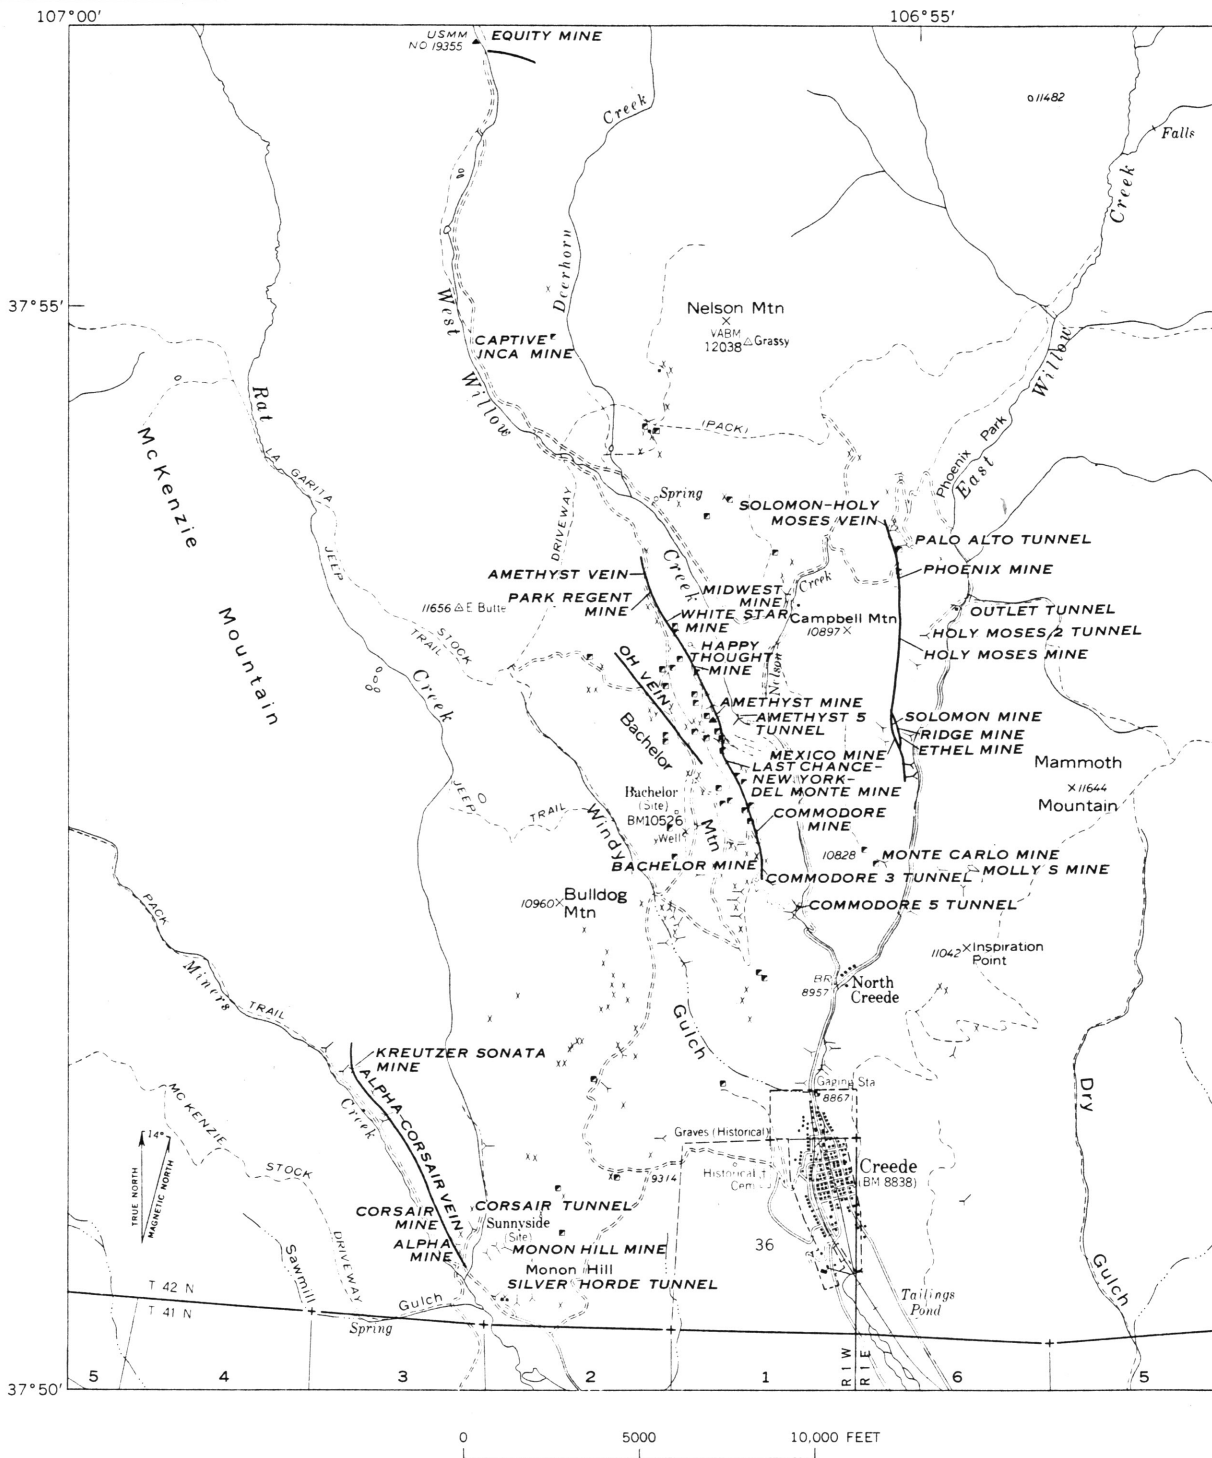 107°00'
106°55'
USMM
NO 19355
EQUITY MINE
Creek
11482
Falls
Creek
37°55'
Deerhorn
West
Nelson Mtn
VABM
12038
Grassy
CAPTIVE
INCA MINE
Willow
Willow
Rat
(PACK)
McKenzie
LA GARITA
Phoenix Park
East
Spring
SOLOMON-HOLY
MOSES VEIN
DRIVEWAY
JEEP
PALO ALTO TUNNEL
Creek
AMETHYST VEIN
PHOENIX MINE
MIDWEST
MINE
Creek
PARK REGENT
MINE
11656
E Butte
WHITE STAR
MINE
Campbell Mtn
10897
OUTLET TUNNEL
Mountain
STOCK
TRAIL
HOLY MOSES 2 TUNNEL
HAPPY
THOUGHT
MINE
HOLY MOSES MINE
OH VEIN
Nelson
Creek
AMETHYST MINE
AMETHYST 5
TUNNEL
SOLOMON MINE
RIDGE MINE
ETHEL MINE
Bachelor
MEXICO MINE
LAST CHANCE-
NEW YORK-
DEL MONTE MINE
Mammoth
11644
Mountain
JEEP
TRAIL
Bachelor
(Site)
BM10526
Well
Windy
Mtn
COMMODORE
MINE
10828
MONTE CARLO MINE
BACHELOR MINE
MOLLY S MINE
COMMODORE 3 TUNNEL
10960
Bulldog
Mtn
COMMODORE 5 TUNNEL
PACK
11042
Inspiration
Point
Miners
TRAIL
BR
8957
North
Creede
Gulch
KREUTZER SONATA
MINE
ALPHA-CORSAIR VEIN
Gaging Sta
8867
Dry
MC KENZIE
Creek
14°
TRUE NORTH
MAGNETIC NORTH
STOCK
Graves (Historical)
Historical
Cem
9314
Creede
(BM 8838)
CORSAIR
MINE
CORSAIR TUNNEL
Sunnyside
(Site)
ALPHA
MINE
MONON HILL MINE
36
DRIVEWAY
Sawmill
Monon Hill
SILVER HORDE TUNNEL
Gulch
T 42 N
T 41 N
Gulch
Spring
Tailings
Pond
R 1 W
R 1 E
5
4
3
2
1
6
5
37°50'
0
5000
10,000 FEET